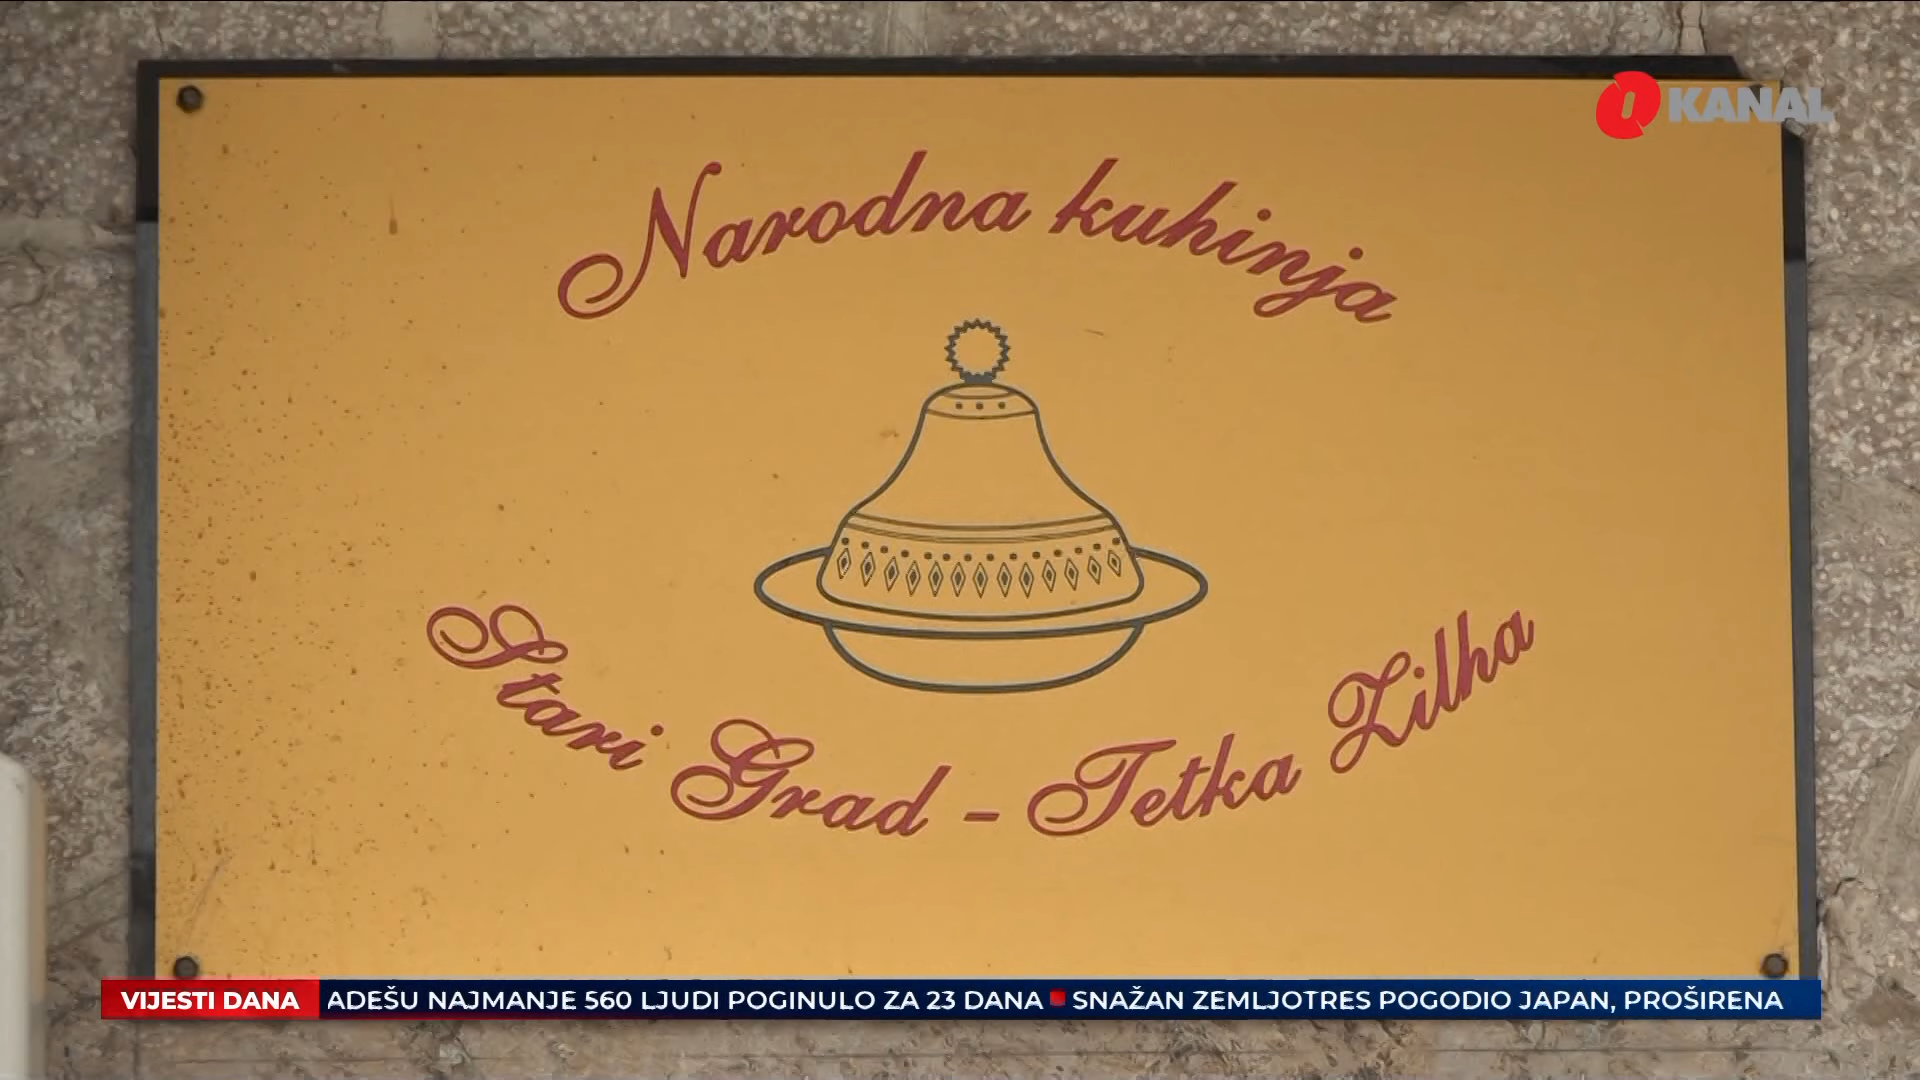 O KANAL
Narodna kuhinja
Stari Grad - Tetka Zilha
VIJESTI DANA
ADEŠU NAJMANJE 560 LJUDI POGINULO ZA 23 DANA SNAŽAN ZEMLJOTRES POGODIO JAPAN, PROŠIRENA